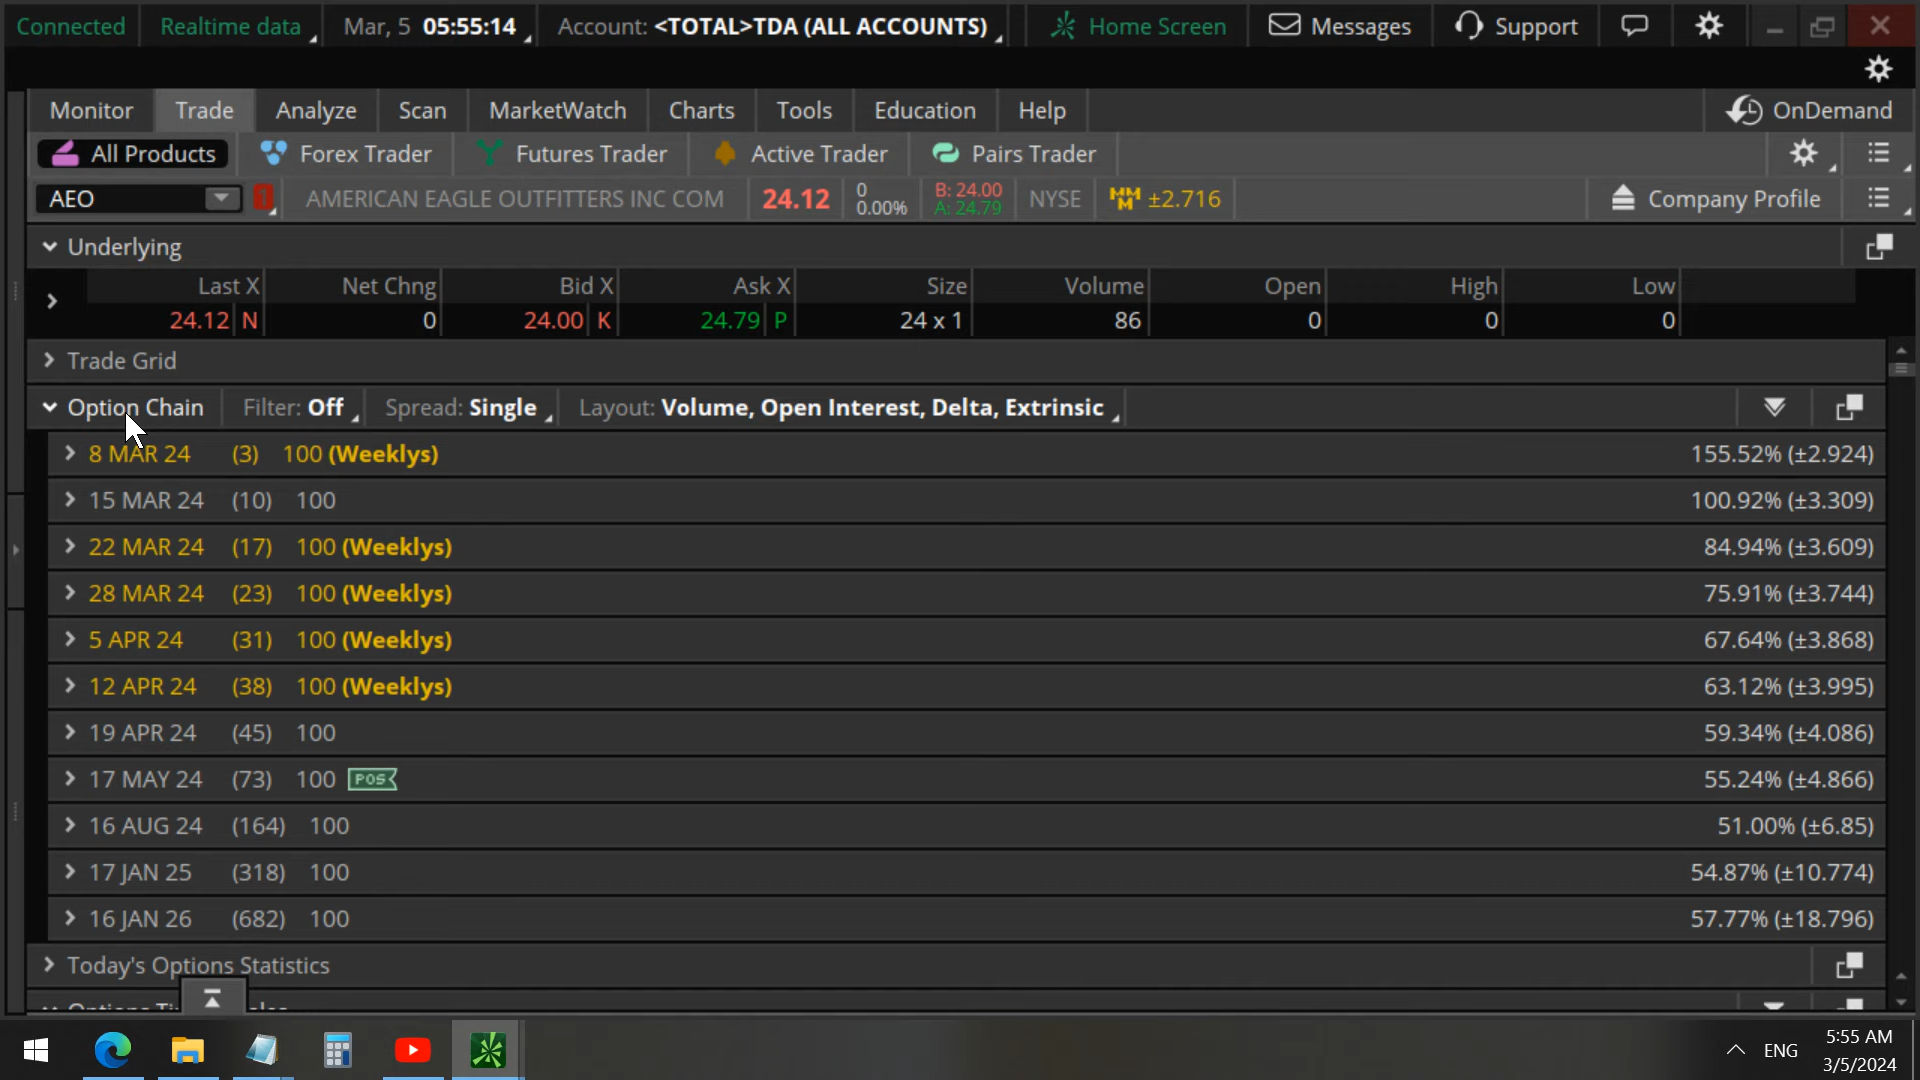 Connected Realtime data Mar, 5 05:55:14 Account: <TOTAL>TDA (ALL ACCOUNTS) Home Screen Messages Support
Monitor Trade Analyze Scan MarketWatch Charts Tools Education Help OnDemand
All Products Forex Trader Futures Trader Active Trader Pairs Trader
AEO AMERICAN EAGLE OUTFITTERS INC COM 24.12 0 B: 24.00 NYSE MMM ±2.716 Company Profile
0.00% A: 24.79
Underlying
Last X Net Chng Bid X Ask X Size Volume Open High Low
24.12 N 0 24.00 K 24.79 P 24 x 1 86 0 0 0
Trade Grid
Option Chain Filter: Off Spread: Single Layout: Volume, Open Interest, Delta, Extrinsic
8 MAR 24 (3) 100 (Weeklys) 155.52% (±2.924)
15 MAR 24 (10) 100 100.92% (±3.309)
22 MAR 24 (17) 100 (Weeklys) 84.94% (±3.609)
28 MAR 24 (23) 100 (Weeklys) 75.91% (±3.744)
5 APR 24 (31) 100 (Weeklys) 67.64% (±3.868)
12 APR 24 (38) 100 (Weeklys) 63.12% (±3.995)
19 APR 24 (45) 100 59.34% (±4.086)
17 MAY 24 (73) 100 POS 55.24% (±4.866)
16 AUG 24 (164) 100 51.00% (±6.85)
17 JAN 25 (318) 100 54.87% (±10.774)
16 JAN 26 (682) 100 57.77% (±18.796)
Today's Options Statistics
ENG 5:55 AM
3/5/2024